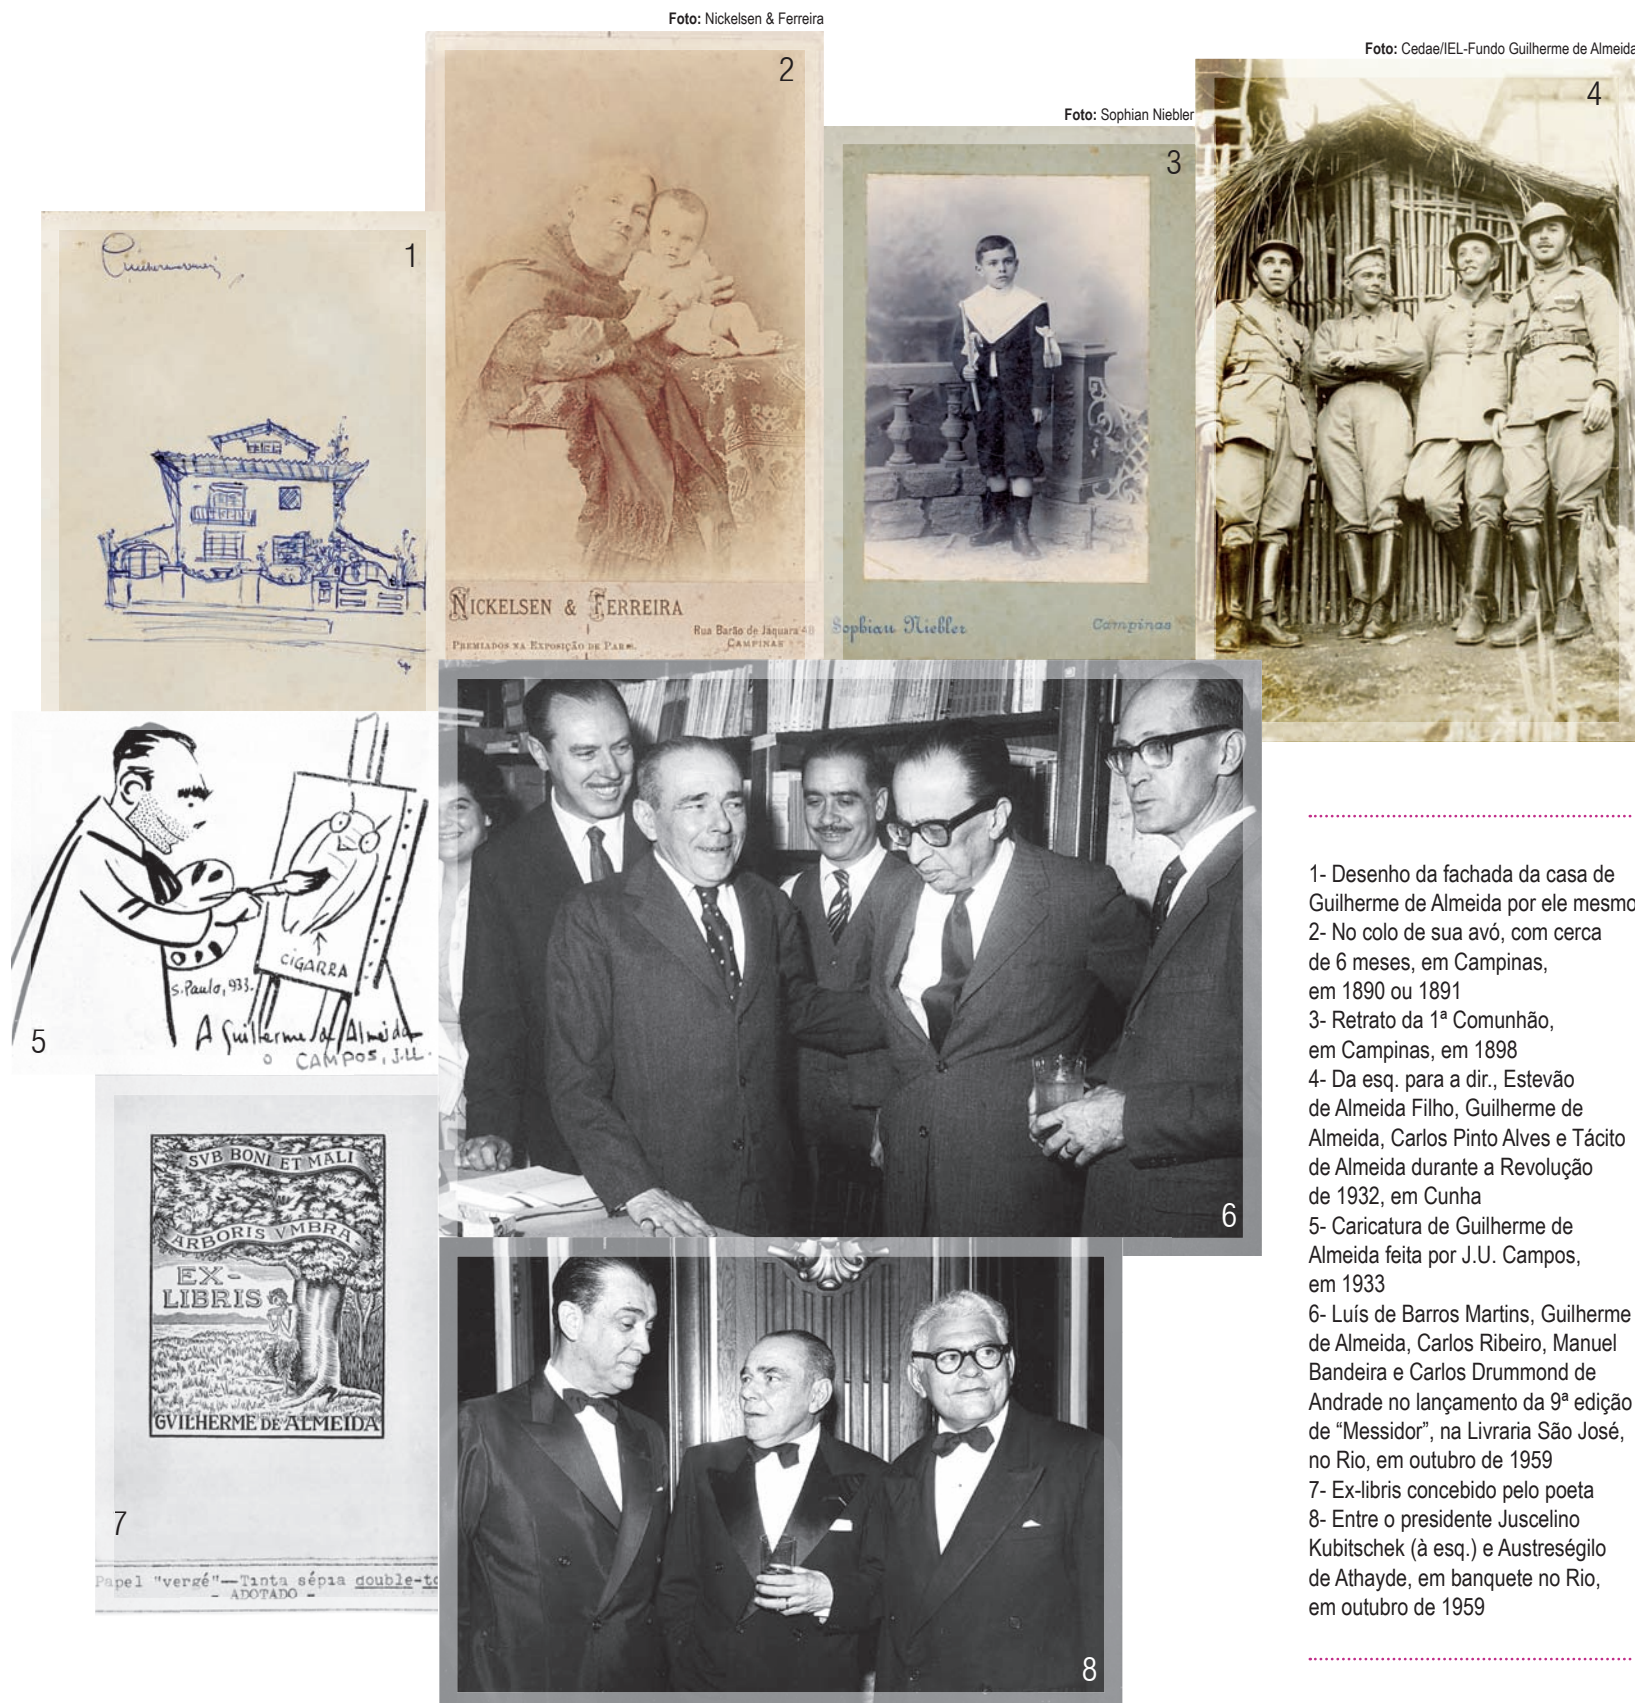 Foto: Nickelsen & Ferreira
2
Foto: Cedae/IEL-Fundo Guilherme de Almeida
4
Foto: Sophian Niebler
3
1
NICKELSEN & FERREIRA
Rua Barão de Jaguara 48
PREMIADOS NA EXPOSIÇÃO DE PARIS.
CAMPINAS
Sophian Niebler
Campinas
CIGARRA
S. Paulo, 933.
A Guilherme de Almeida
O CAMPOS, J.U.
5
6
SVB BONI ET MALI
ARBORIS VMBRA
EX-
LIBRIS
GVILHERME DE ALMEIDA
7
Papel "vergé"—Tinta sépia double-to
- ADOTADO -
8
1- Desenho da fachada da casa de
Guilherme de Almeida por ele mesmo
2- No colo de sua avó, com cerca
de 6 meses, em Campinas,
em 1890 ou 1891
3- Retrato da 1ª Comunhão,
em Campinas, em 1898
4- Da esq. para a dir., Estevão
de Almeida Filho, Guilherme de
Almeida, Carlos Pinto Alves e Tácito
de Almeida durante a Revolução
de 1932, em Cunha
5- Caricatura de Guilherme de
Almeida feita por J.U. Campos,
em 1933
6- Luís de Barros Martins, Guilherme
de Almeida, Carlos Ribeiro, Manuel
Bandeira e Carlos Drummond de
Andrade no lançamento da 9ª edição
de “Messidor”, na Livraria São José,
no Rio, em outubro de 1959
7- Ex-libris concebido pelo poeta
8- Entre o presidente Juscelino
Kubitschek (à esq.) e Austreségilo
de Athayde, em banquete no Rio,
em outubro de 1959